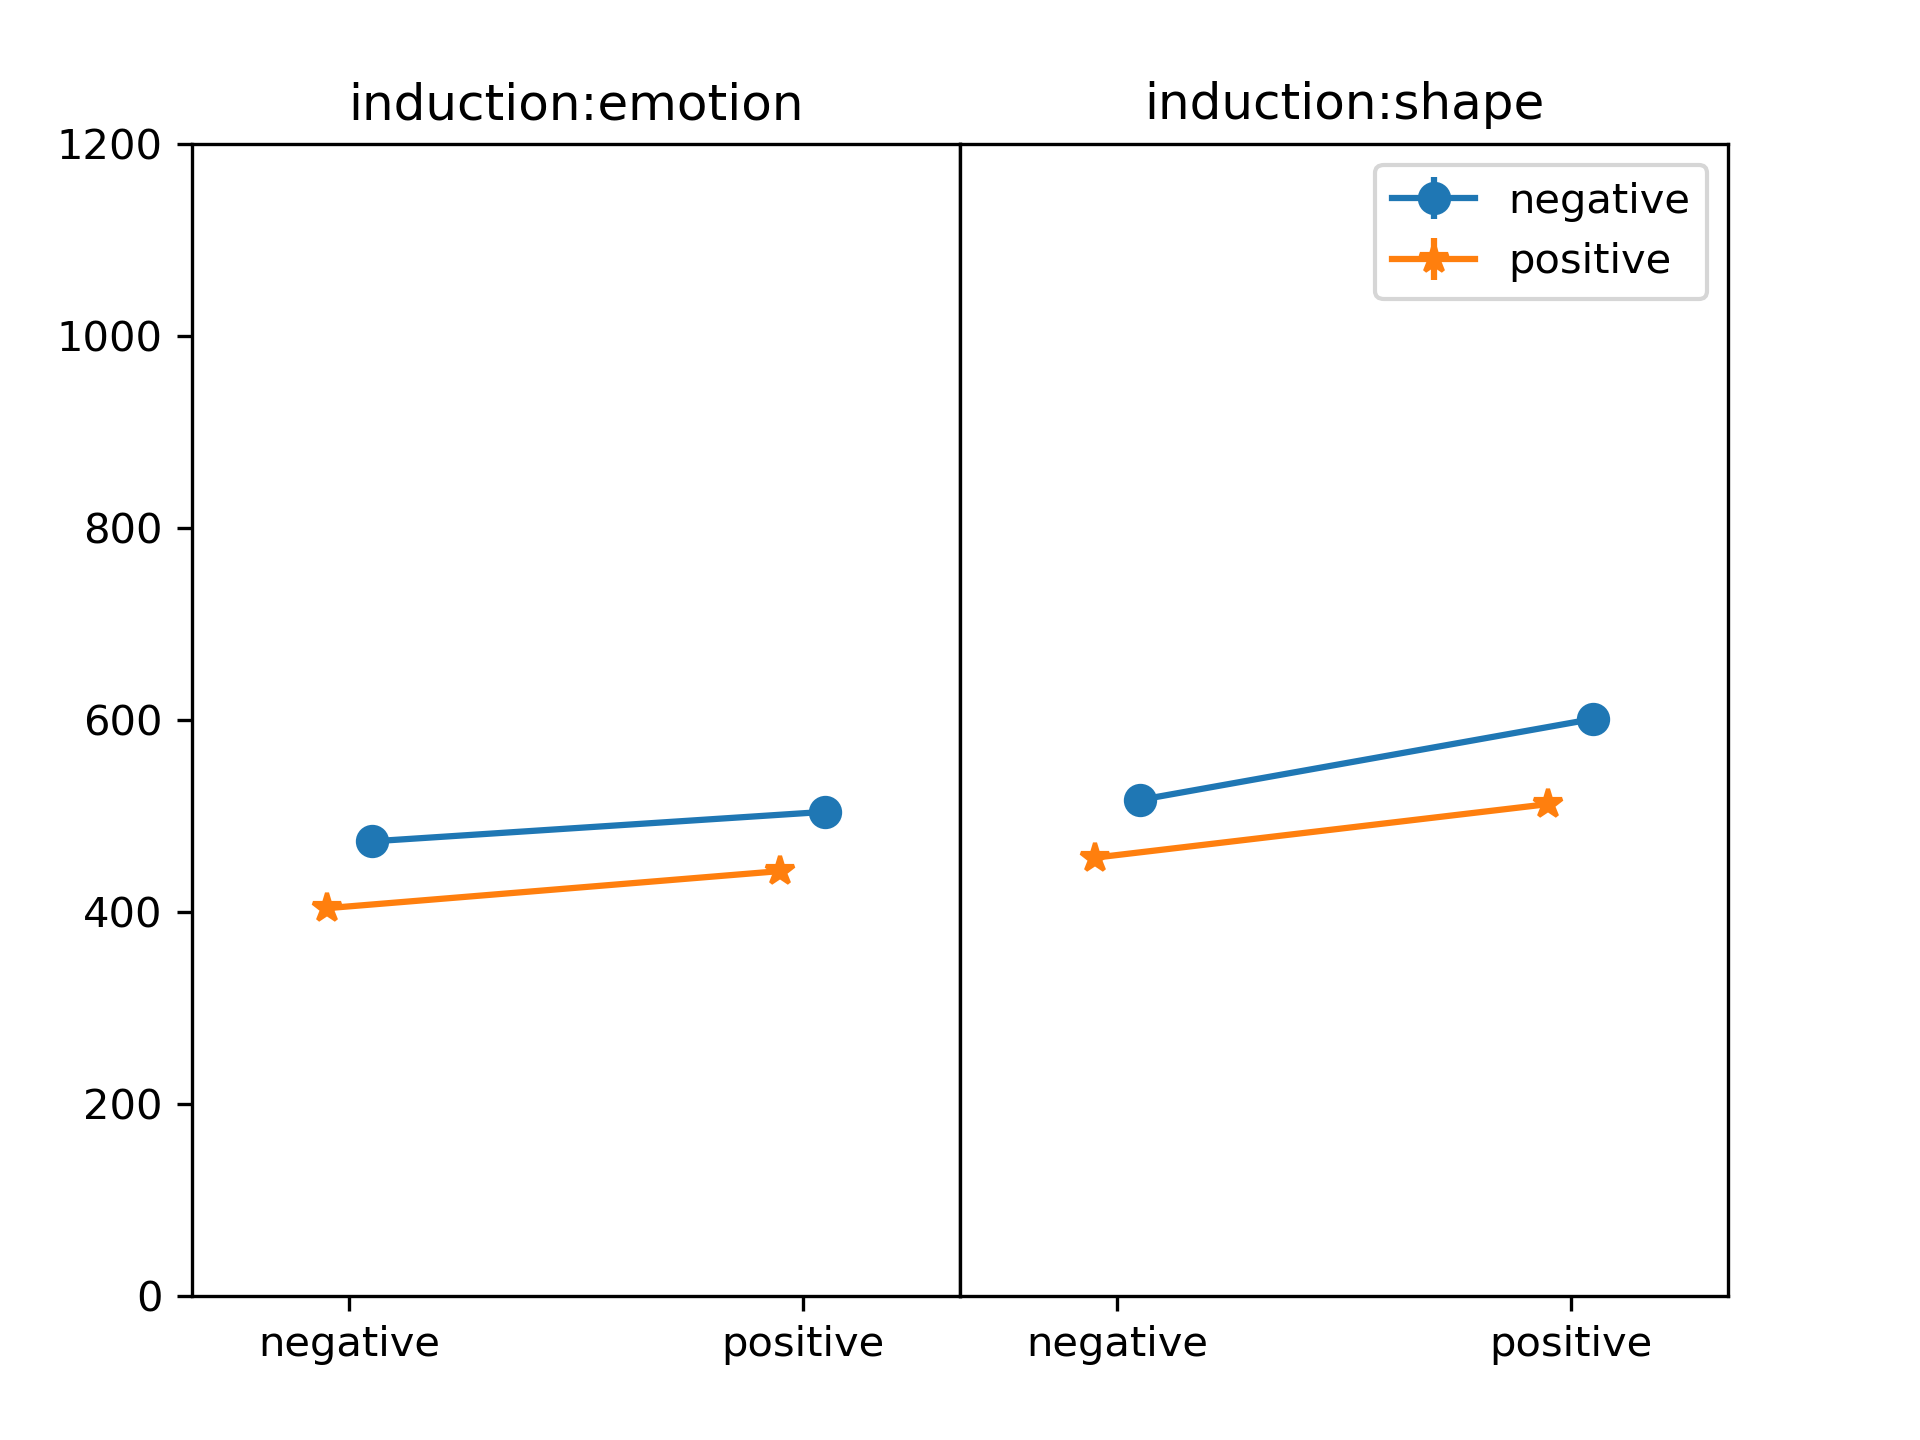 induction:emotion
induction:shape
1200
1000
800
600
400
200
0
negative
positive
negative
positive
negative
positive